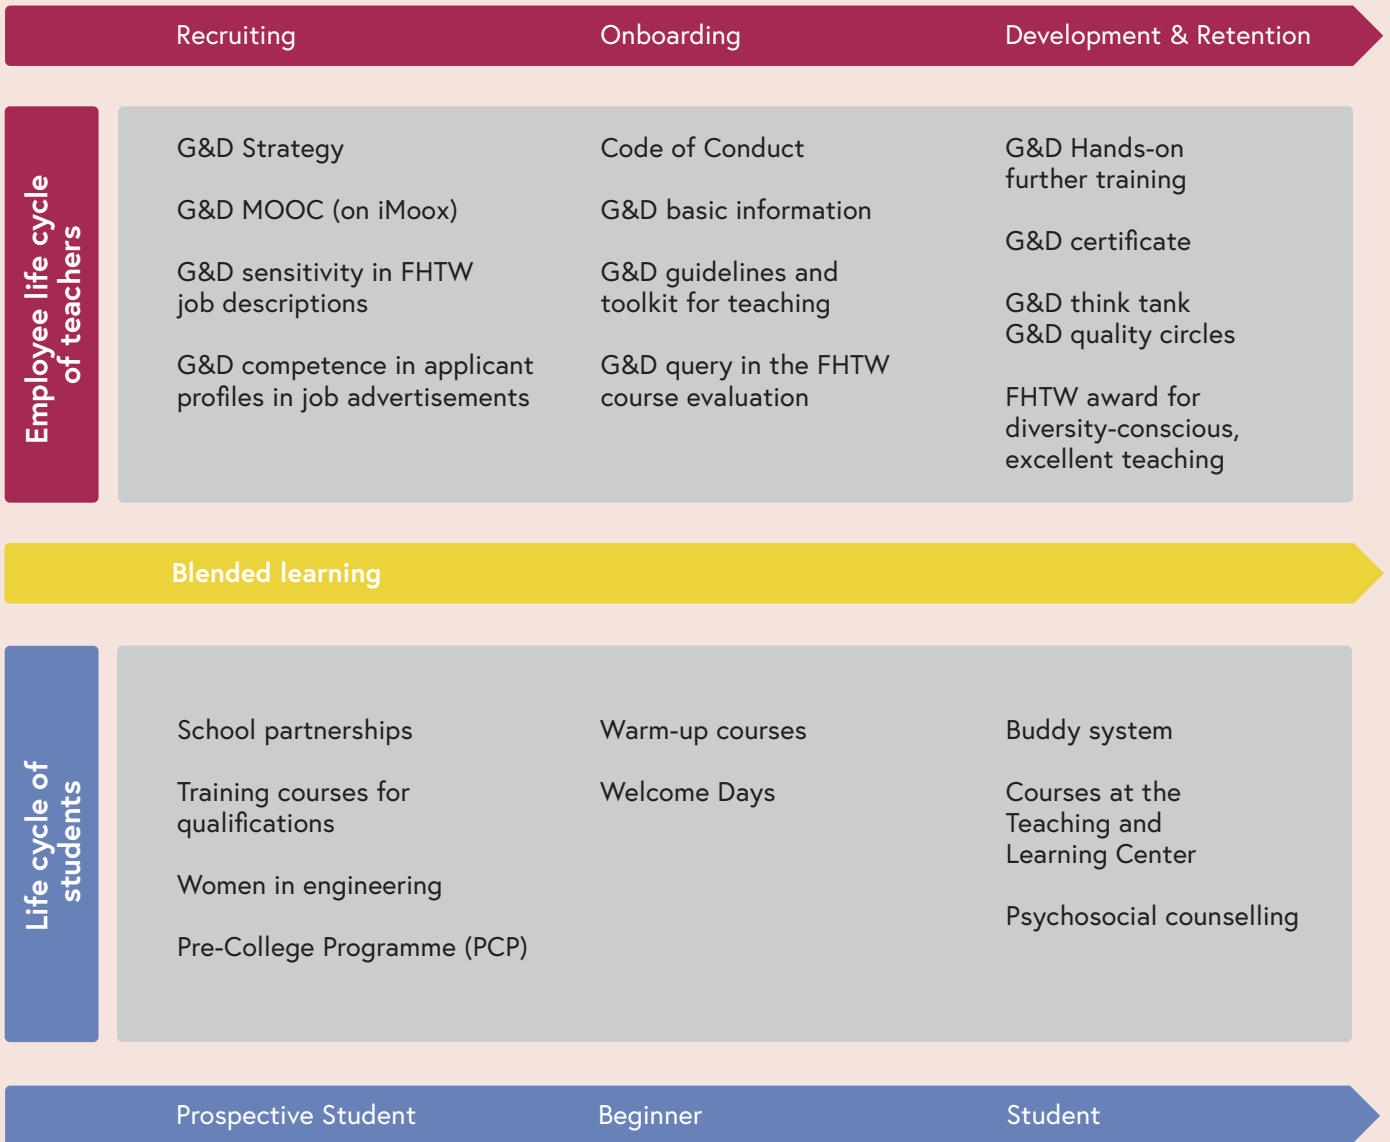 Recruiting
Onboarding
Development & Retention
Employee life cycle
of teachers
G&D Strategy
G&D MOOC (on iMoox)
G&D sensitivity in FHTW
job descriptions
G&D competence in applicant
profiles in job advertisements
Code of Conduct
G&D basic information
G&D guidelines and
toolkit for teaching
G&D query in the FHTW
course evaluation
G&D Hands-on
further training
G&D certificate
G&D think tank
G&D quality circles
FHTW award for
diversity-conscious,
excellent teaching
Blended learning
Life cycle of
students
School partnerships
Training courses for
qualifications
Women in engineering
Pre-College Programme (PCP)
Warm-up courses
Welcome Days
Buddy system
Courses at the
Teaching and
Learning Center
Psychosocial counselling
Prospective Student
Beginner
Student